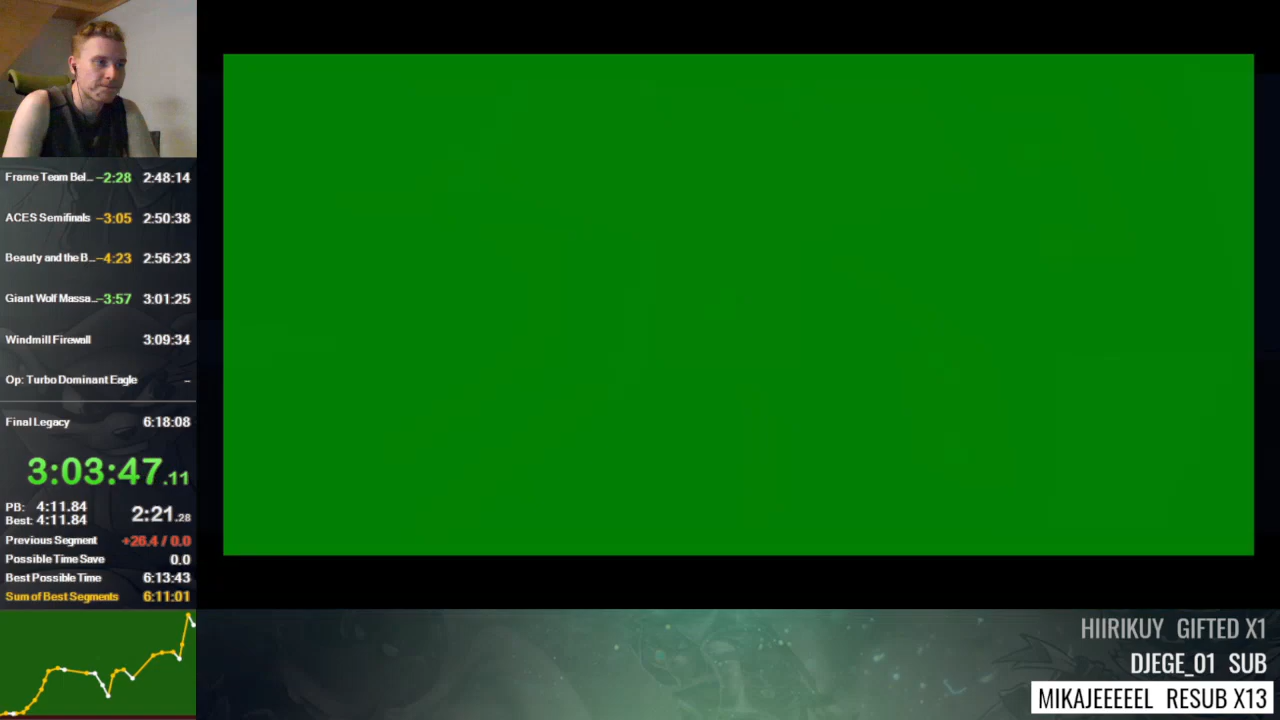 Frame Team Bel... −2:28 2:48:14
ACES Semifinals −3:05 2:50:38
Beauty and the B... −4:23 2:56:23
Giant Wolf Massa... −3:57 3:01:25
Windmill Firewall 3:09:34
Op: Turbo Dominant Eagle –
Final Legacy 6:18:08
3:03:47.11
PB: 4:11.84
Best: 4:11.84 2:21.28
Previous Segment +26.4 / 0.0
Possible Time Save 0.0
Best Possible Time 6:13:43
Sum of Best Segments 6:11:01
HIIRIKUY GIFTED X1
DJEGE_01 SUB
MIKAJEEEEEL RESUB X13